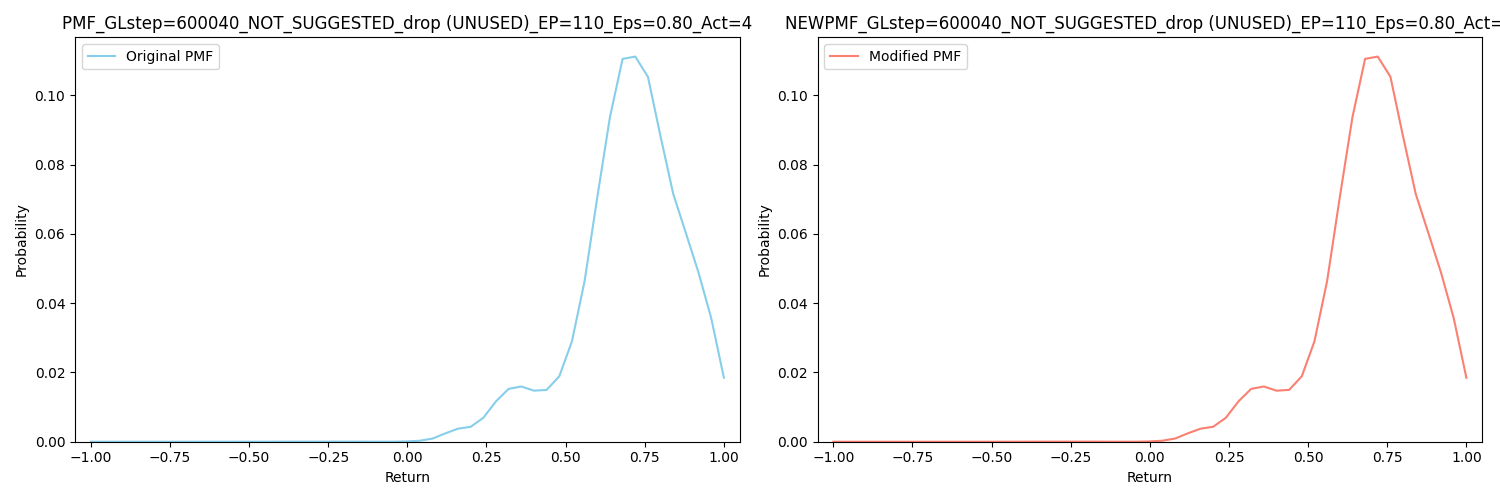 PMF_GLstep=600040_NOT_SUGGESTED_drop (UNUSED)_EP=110_Eps=0.80_Act=4
Original PMF
Probability
0.10
0.08
0.06
0.04
0.02
0.00
−1.00 −0.75 −0.50 −0.25 0.00 0.25 0.50 0.75 1.00
Return
NEWPMF_GLstep=600040_NOT_SUGGESTED_drop (UNUSED)_EP=110_Eps=0.80_Act=
Modified PMF
Probability
0.10
0.08
0.06
0.04
0.02
0.00
−1.00 −0.75 −0.50 −0.25 0.00 0.25 0.50 0.75 1.00
Return